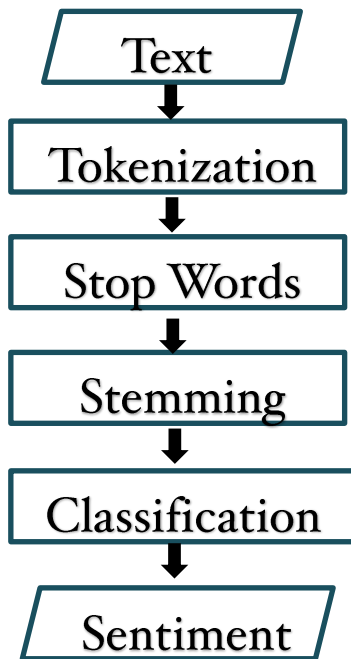 Text
Tokenization
Stop Words
Stemming
Classification
Sentiment